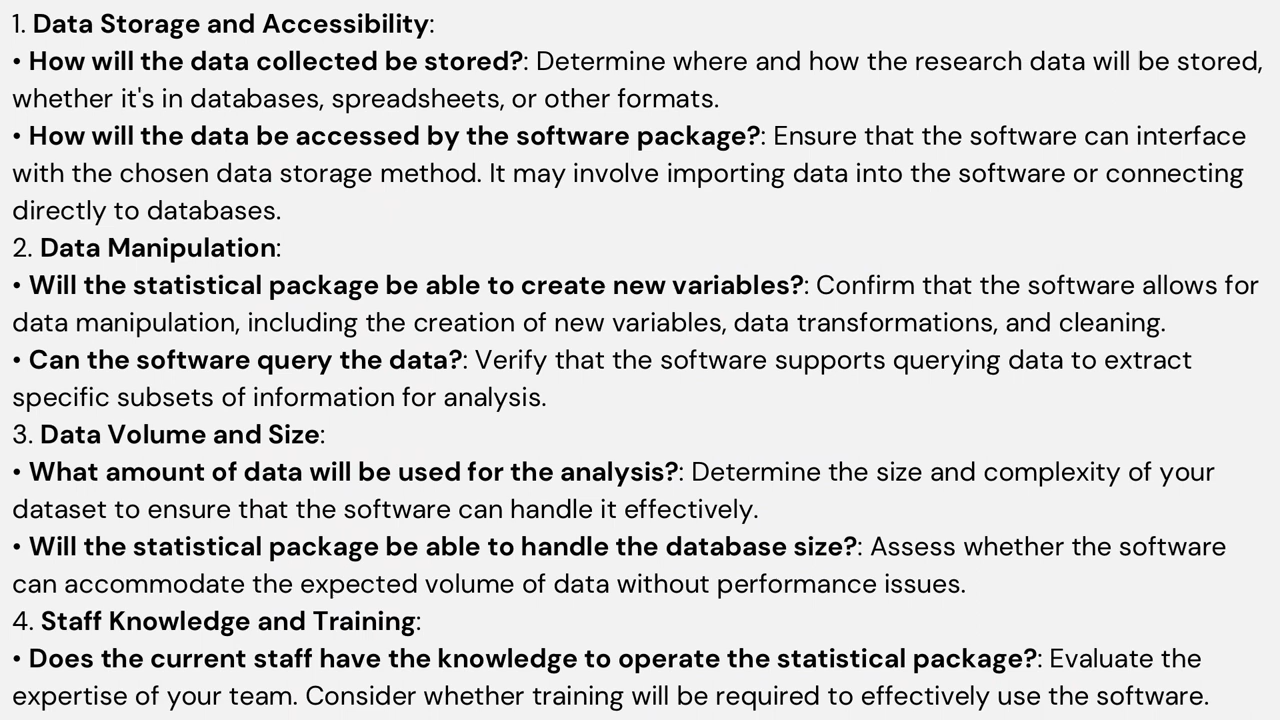 1. Data Storage and Accessibility:
• How will the data collected be stored?: Determine where and how the research data will be stored,
whether it's in databases, spreadsheets, or other formats.
• How will the data be accessed by the software package?: Ensure that the software can interface
with the chosen data storage method. It may involve importing data into the software or connecting
directly to databases.
2. Data Manipulation:
• Will the statistical package be able to create new variables?: Confirm that the software allows for
data manipulation, including the creation of new variables, data transformations, and cleaning.
• Can the software query the data?: Verify that the software supports querying data to extract
specific subsets of information for analysis.
3. Data Volume and Size:
• What amount of data will be used for the analysis?: Determine the size and complexity of your
dataset to ensure that the software can handle it effectively.
• Will the statistical package be able to handle the database size?: Assess whether the software
can accommodate the expected volume of data without performance issues.
4. Staff Knowledge and Training:
• Does the current staff have the knowledge to operate the statistical package?: Evaluate the
expertise of your team. Consider whether training will be required to effectively use the software.